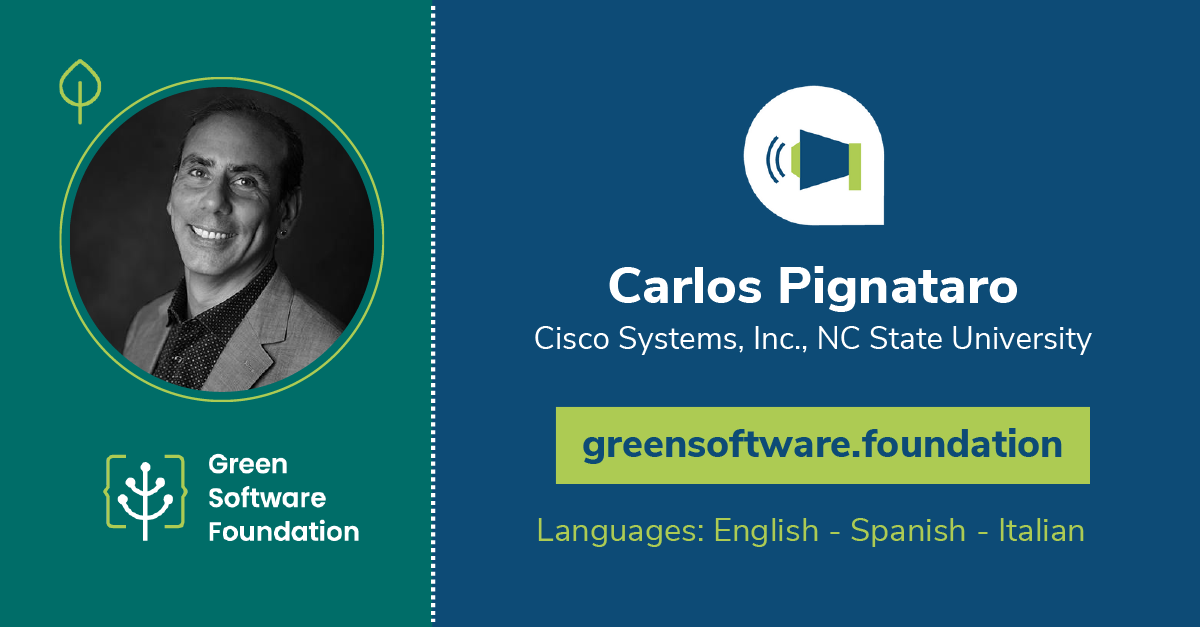 Green
Software
Foundation
Carlos Pignataro
Cisco Systems, Inc., NC State University
greensoftware.foundation
Languages: English - Spanish - Italian